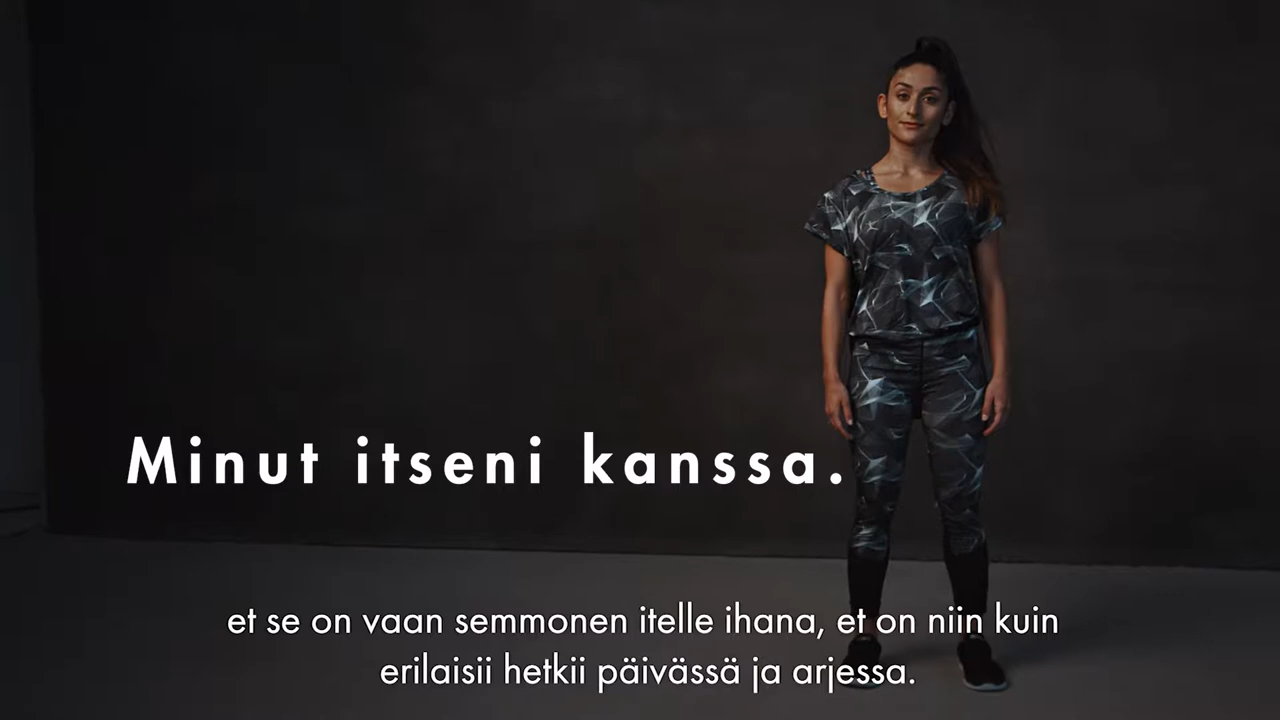 Minut itseni kanssa.
et se on vaan semmonen itelle ihana, et on niin kuin
erilaisii hetkii päivässä ja arjessa.